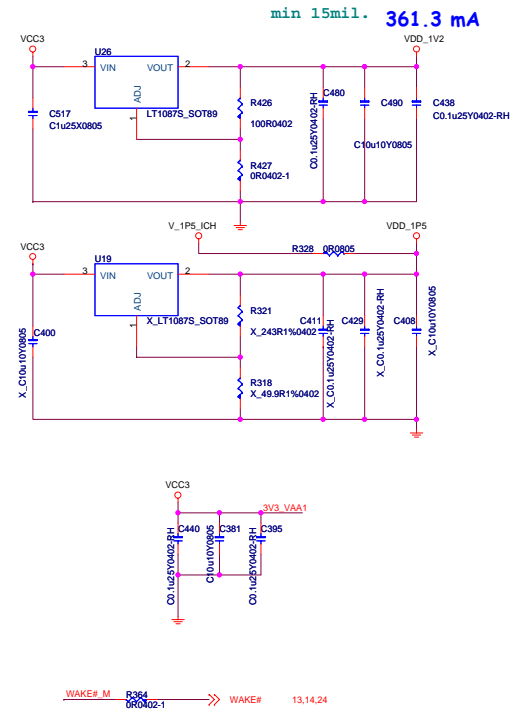 min 15mil. 361.3 mA
VCC3
VDD_1V2
U26
3 VIN VOUT 2
ADJ
1
LT1087S_SOT89
C517
C1u25X0805
R426
100R0402
R427
0R0402-1
C480
C0.1u25Y0402-RH
C490
C10u10Y0805
C438
C0.1u25Y0402-RH
V_1P5_ICH
VDD_1P5
VCC3
R328 0R0805
U19
3 VIN VOUT 2
ADJ
1
X_LT1087S_SOT89
C400
X_C10u10Y0805
R321
X_243R1%0402
R318
X_49.9R1%0402
C411
X_C0.1u25Y0402-RH
C429
X_C0.1u25Y0402-RH
C408
X_C10u10Y0805
VCC3
3V3_VAA1
C440
C0.1u25Y0402-RH
C381
C10u10Y0805
C395
C0.1u25Y0402-RH
WAKE#_M R364 WAKE# 13,14,24
0R0402-1